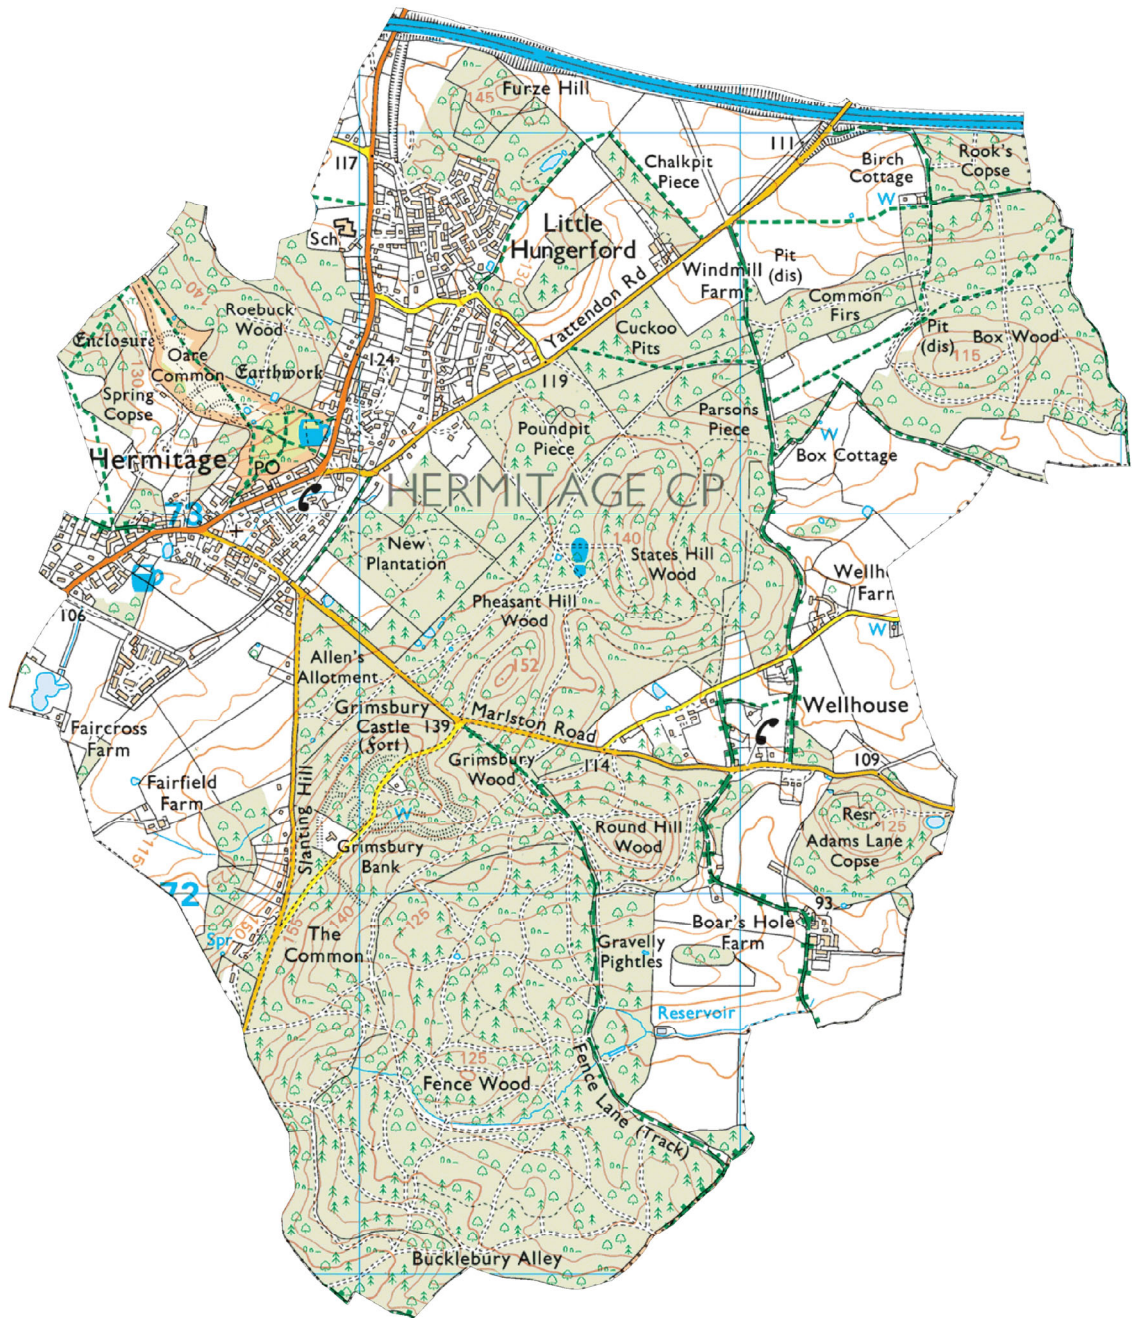 Furze Hill
145
111
117
Chalkpit
Piece
Birch
Cottage
Rook's
Copse
W
Sch
Little
Hungerford
130
Pit
(dis)
Windmill
Farm
140
Yattendon Rd
Common
Firs
Roebuck
Wood
Enclosure
Oare
Common
Earthwork
Cuckoo
Pits
Pit
(dis)
Box Wood
115
124
119
130
Spring
Copse
Parsons
Piece
Poundpit
Piece
W
Box Cottage
Hermitage
PO
HERMITAGE CP
73
New
Plantation
140
States Hill
Wood
Wellh
Farr
106
Pheasant Hill
Wood
W
Allen's
Allotment
152
Grimsbury
Castle
(Fort)
139
Marlston Road
Wellhouse
Faircross
Farm
Grimsbury
Wood
114
109
Fairfield
Farm
Slanting Hill
W
Resr
125
Adams Lane
Copse
Round Hill
Wood
115
Grimsbury
Bank
72
93
150
155
140
125
Boar's Hole
Farm
Spr
The
Common
Gravelly
Pightles
Reservoir
125
Fence Wood
Fence Lane (Track)
Bucklebury Alley